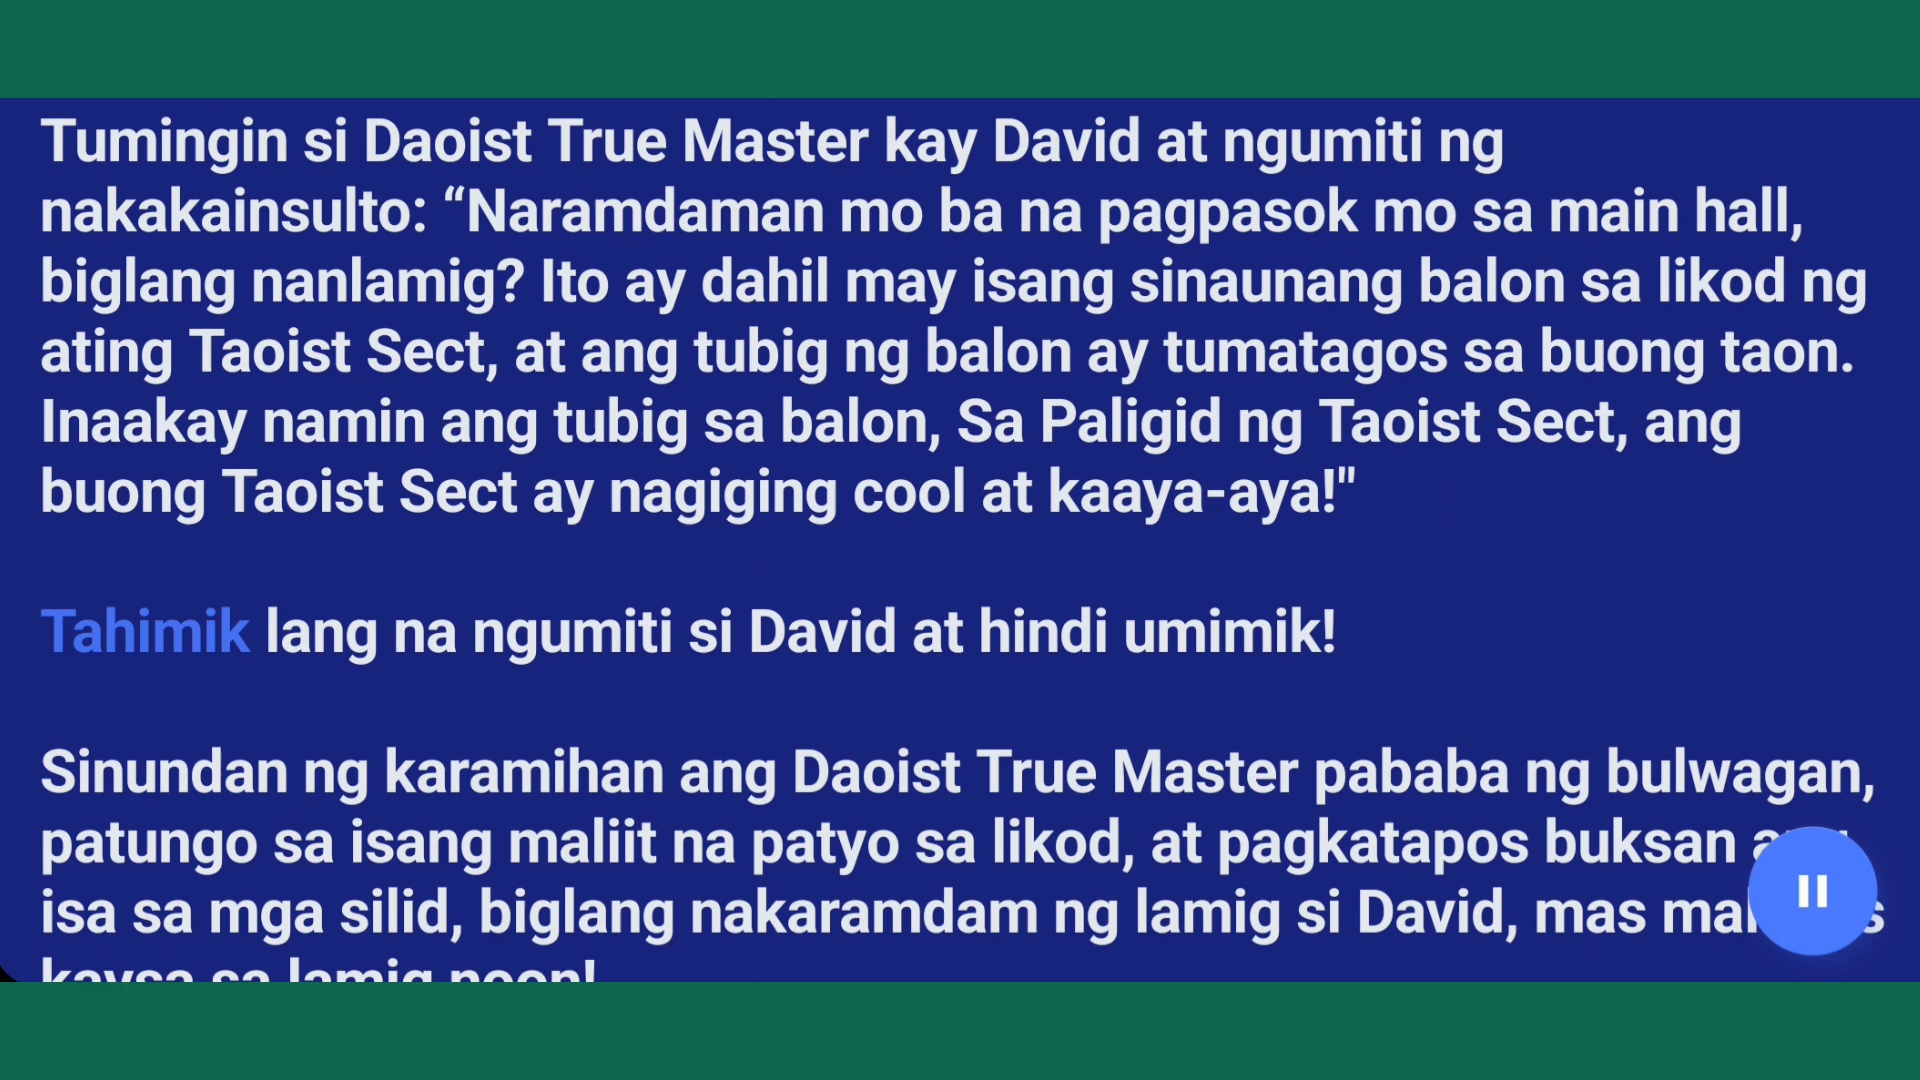 Tumingin si Daoist True Master kay David at ngumiti ng
nakakainsulto: “Naramdaman mo ba na pagpasok mo sa main hall,
biglang nanlamig? Ito ay dahil may isang sinaunang balon sa likod ng
ating Taoist Sect, at ang tubig ng balon ay tumatagos sa buong taon.
Inaakay namin ang tubig sa balon, Sa Paligid ng Taoist Sect, ang
buong Taoist Sect ay nagiging cool at kaaya-aya!"
Tahimik lang na ngumiti si David at hindi umimik!
Sinundan ng karamihan ang Daoist True Master pababa ng bulwagan,
patungo sa isang maliit na patyo sa likod, at pagkatapos buksan
isa sa mga silid, biglang nakaramdam ng lamig si David, mas
kaysa sa lamig noon!